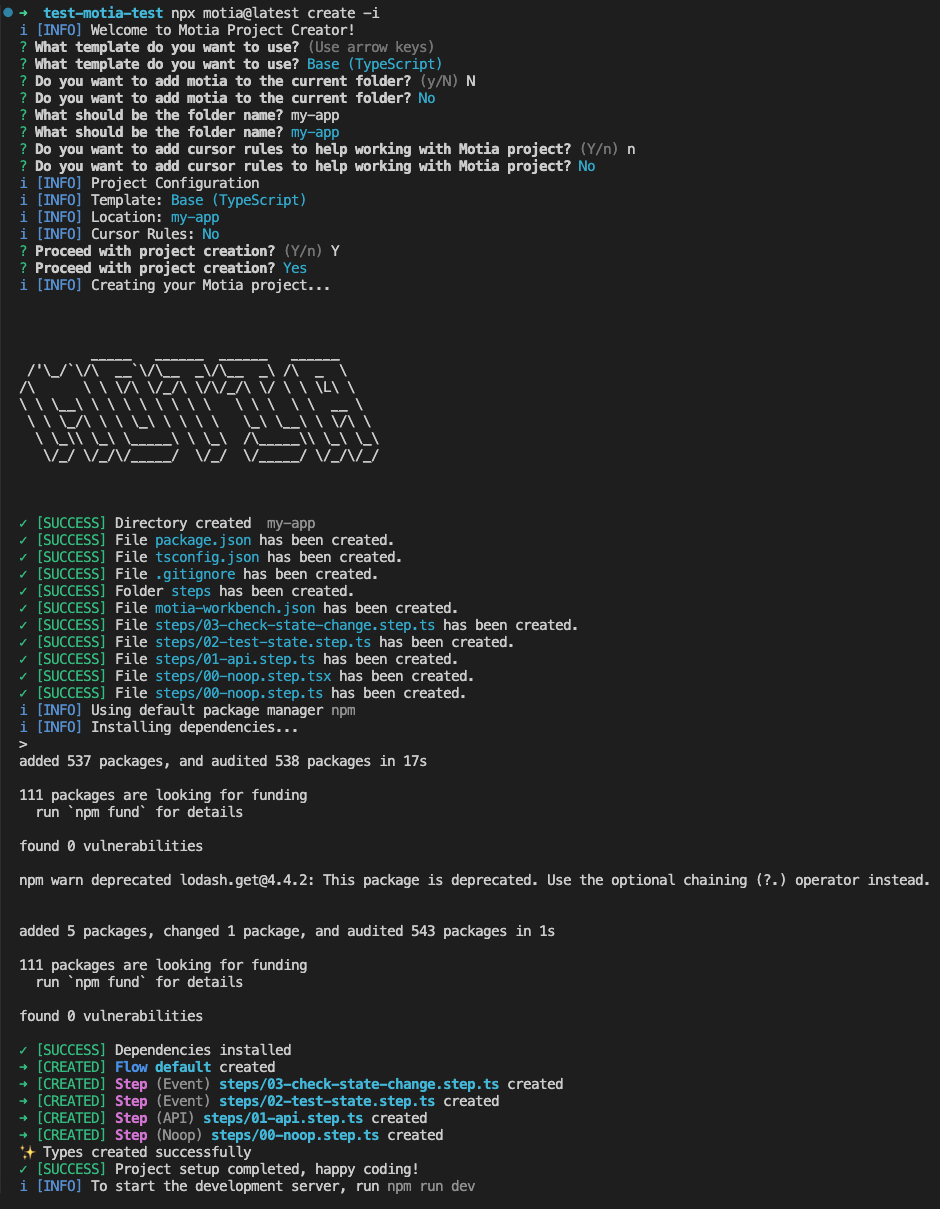 ➜ test-motia-test npx motia@latest create -i
i [INFO] Welcome to Motia Project Creator!
? What template do you want to use? (Use arrow keys)
? What template do you want to use? Base (TypeScript)
? Do you want to add motia to the current folder? (y/N) N
? Do you want to add motia to the current folder? No
? What should be the folder name? my-app
? What should be the folder name? my-app
? Do you want to add cursor rules to help working with Motia project? (Y/n) n
? Do you want to add cursor rules to help working with Motia project? No
i [INFO] Project Configuration
i [INFO] Template: Base (TypeScript)
i [INFO] Location: my-app
i [INFO] Cursor Rules: No
? Proceed with project creation? (Y/n) Y
? Proceed with project creation? Yes
i [INFO] Creating your Motia project...
MOTIA
✓ [SUCCESS] Directory created my-app
✓ [SUCCESS] File package.json has been created.
✓ [SUCCESS] File tsconfig.json has been created.
✓ [SUCCESS] File .gitignore has been created.
✓ [SUCCESS] Folder steps has been created.
✓ [SUCCESS] File motia-workbench.json has been created.
✓ [SUCCESS] File steps/03-check-state-change.step.ts has been created.
✓ [SUCCESS] File steps/02-test-state.step.ts has been created.
✓ [SUCCESS] File steps/01-api.step.ts has been created.
✓ [SUCCESS] File steps/00-noop.step.tsx has been created.
✓ [SUCCESS] File steps/00-noop.step.ts has been created.
i [INFO] Using default package manager npm
i [INFO] Installing dependencies...
>
added 537 packages, and audited 538 packages in 17s
111 packages are looking for funding
run `npm fund` for details
found 0 vulnerabilities
npm warn deprecated lodash.get@4.4.2: This package is deprecated. Use the optional chaining (?.) operator instead.
added 5 packages, changed 1 package, and audited 543 packages in 1s
111 packages are looking for funding
run `npm fund` for details
found 0 vulnerabilities
✓ [SUCCESS] Dependencies installed
➜ [CREATED] Flow default created
➜ [CREATED] Step (Event) steps/03-check-state-change.step.ts created
➜ [CREATED] Step (Event) steps/02-test-state.step.ts created
➜ [CREATED] Step (API) steps/01-api.step.ts created
➜ [CREATED] Step (Noop) steps/00-noop.step.ts created
✨ Types created successfully
✓ [SUCCESS] Project setup completed, happy coding!
i [INFO] To start the development server, run npm run dev